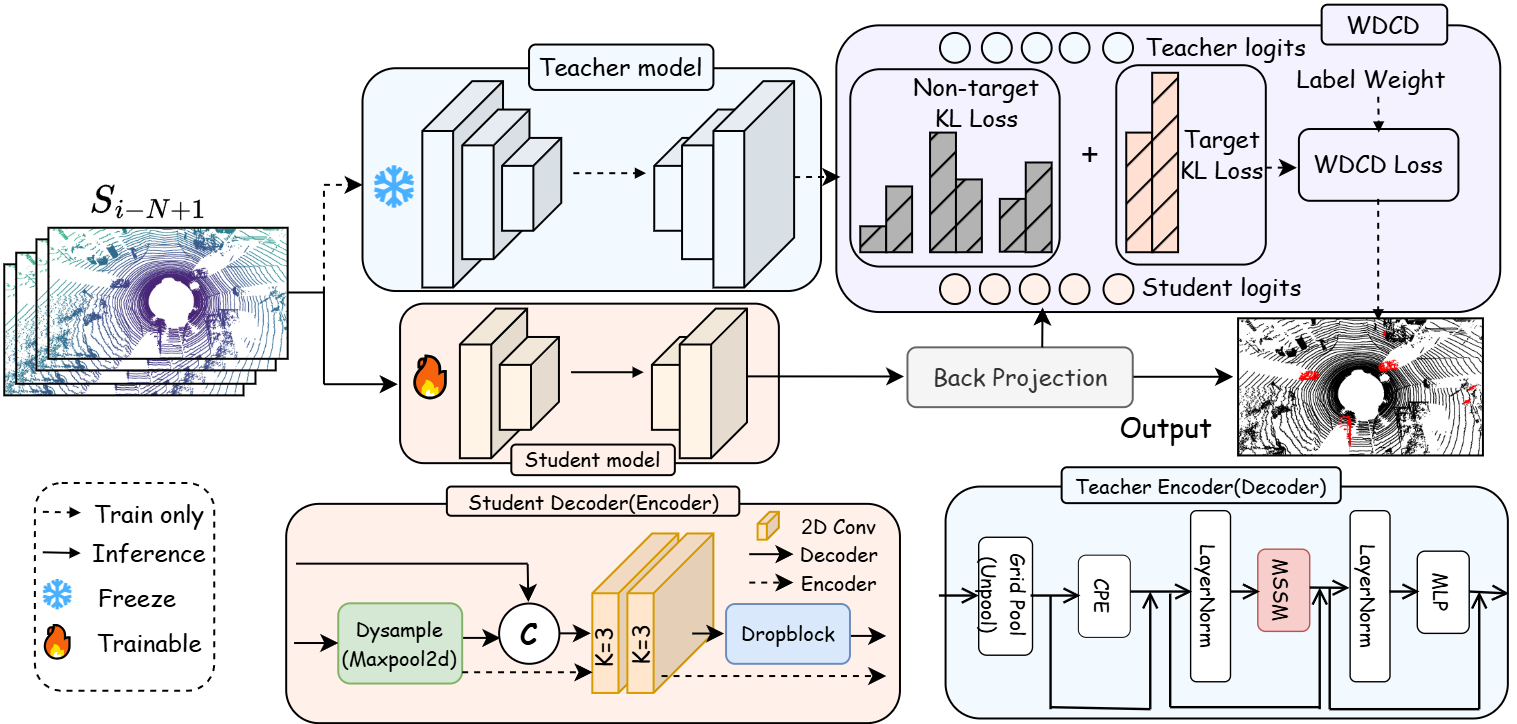 WDCD
Teacher logits
Teacher model
Non-target
KL Loss
Label Weight
+
Target
KL Loss
WDCD Loss
S_{i-N+1}
Student logits
Back Projection
Output
Student model
Train only
Inference
Freeze
Trainable
Student Decoder(Encoder)
2D Conv
Decoder
Encoder
Dysample
(Maxpool2d)
C
K=3
K=3
Dropblock
Teacher Encoder(Decoder)
Grid Pool
(Unpool)
CPE
LayerNorm
MSSM
LayerNorm
MLP